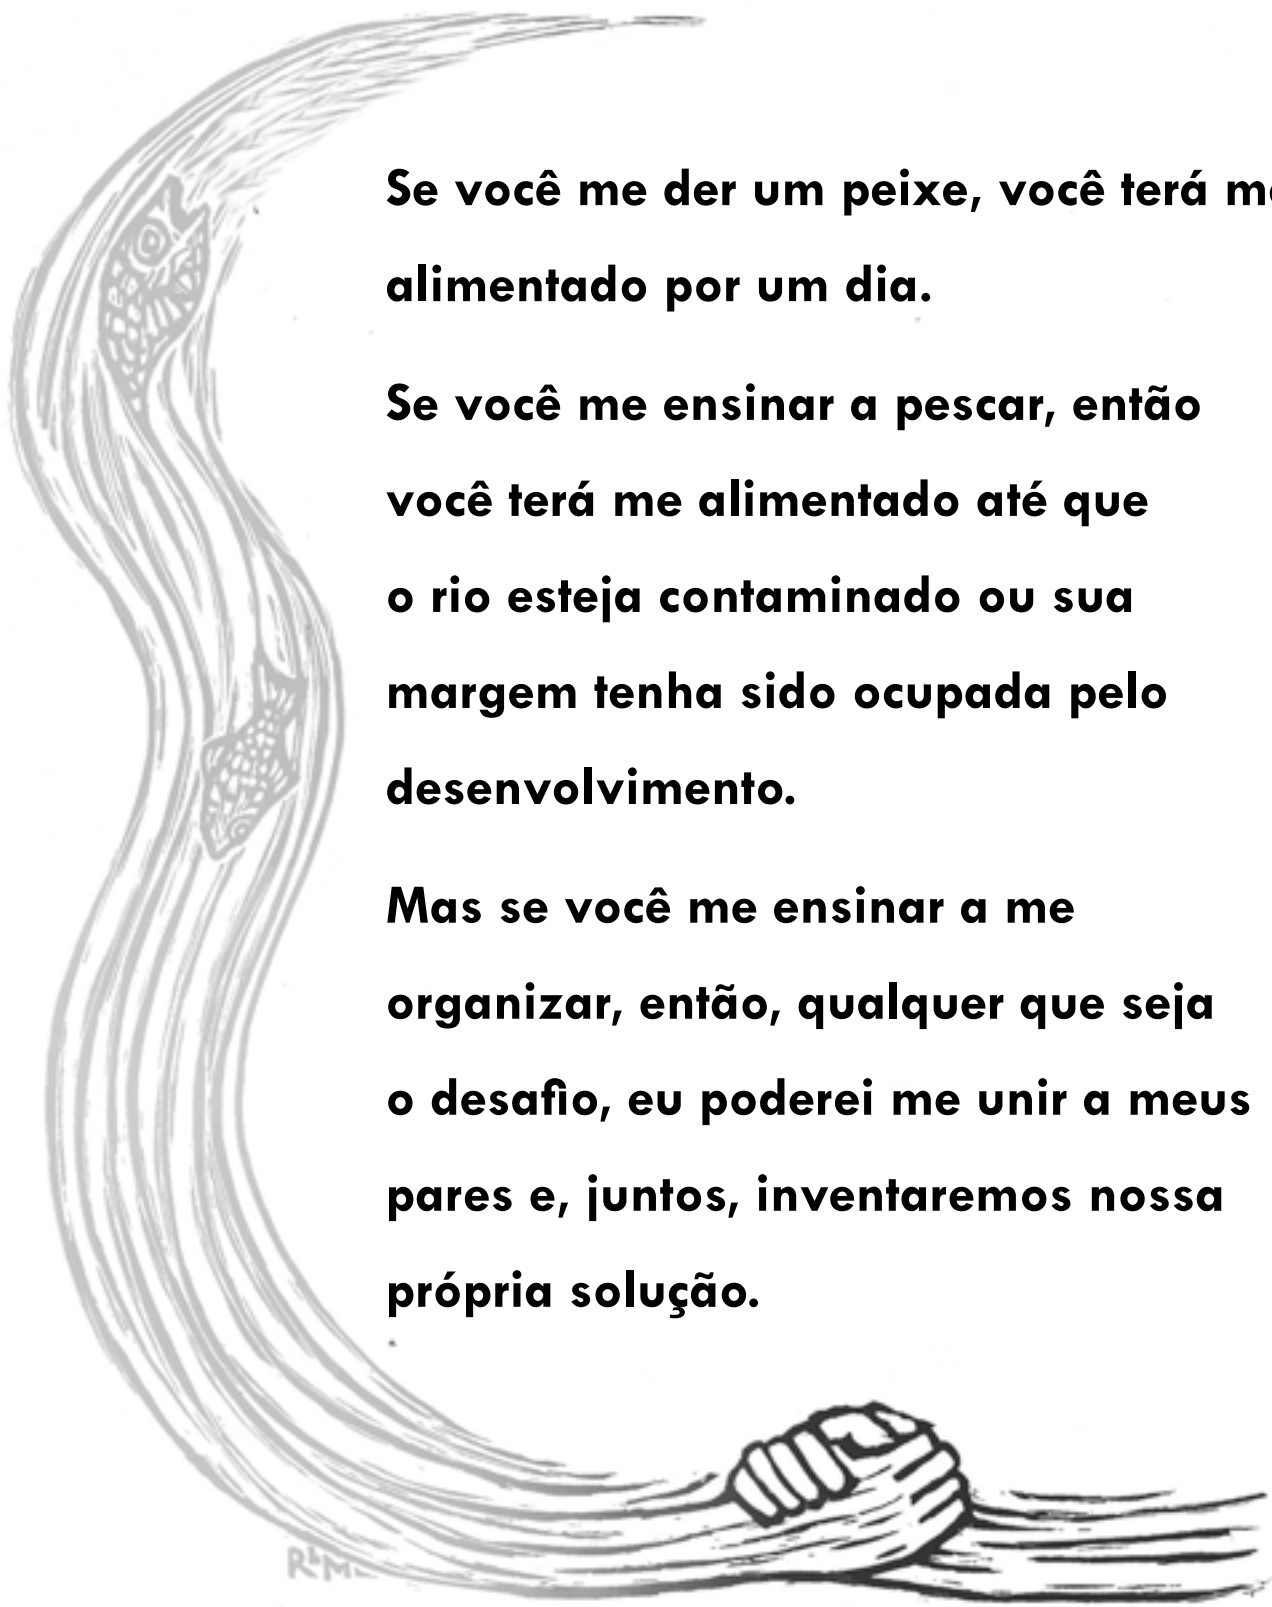 Se você me der um peixe, você terá me
alimentado por um dia.
Se você me ensinar a pescar, então
você terá me alimentado até que
o rio esteja contaminado ou sua
margem tenha sido ocupada pelo
desenvolvimento.
Mas se você me ensinar a me
organizar, então, qualquer que seja
o desafio, eu poderei me unir a meus
pares e, juntos, inventaremos nossa
própria solução.